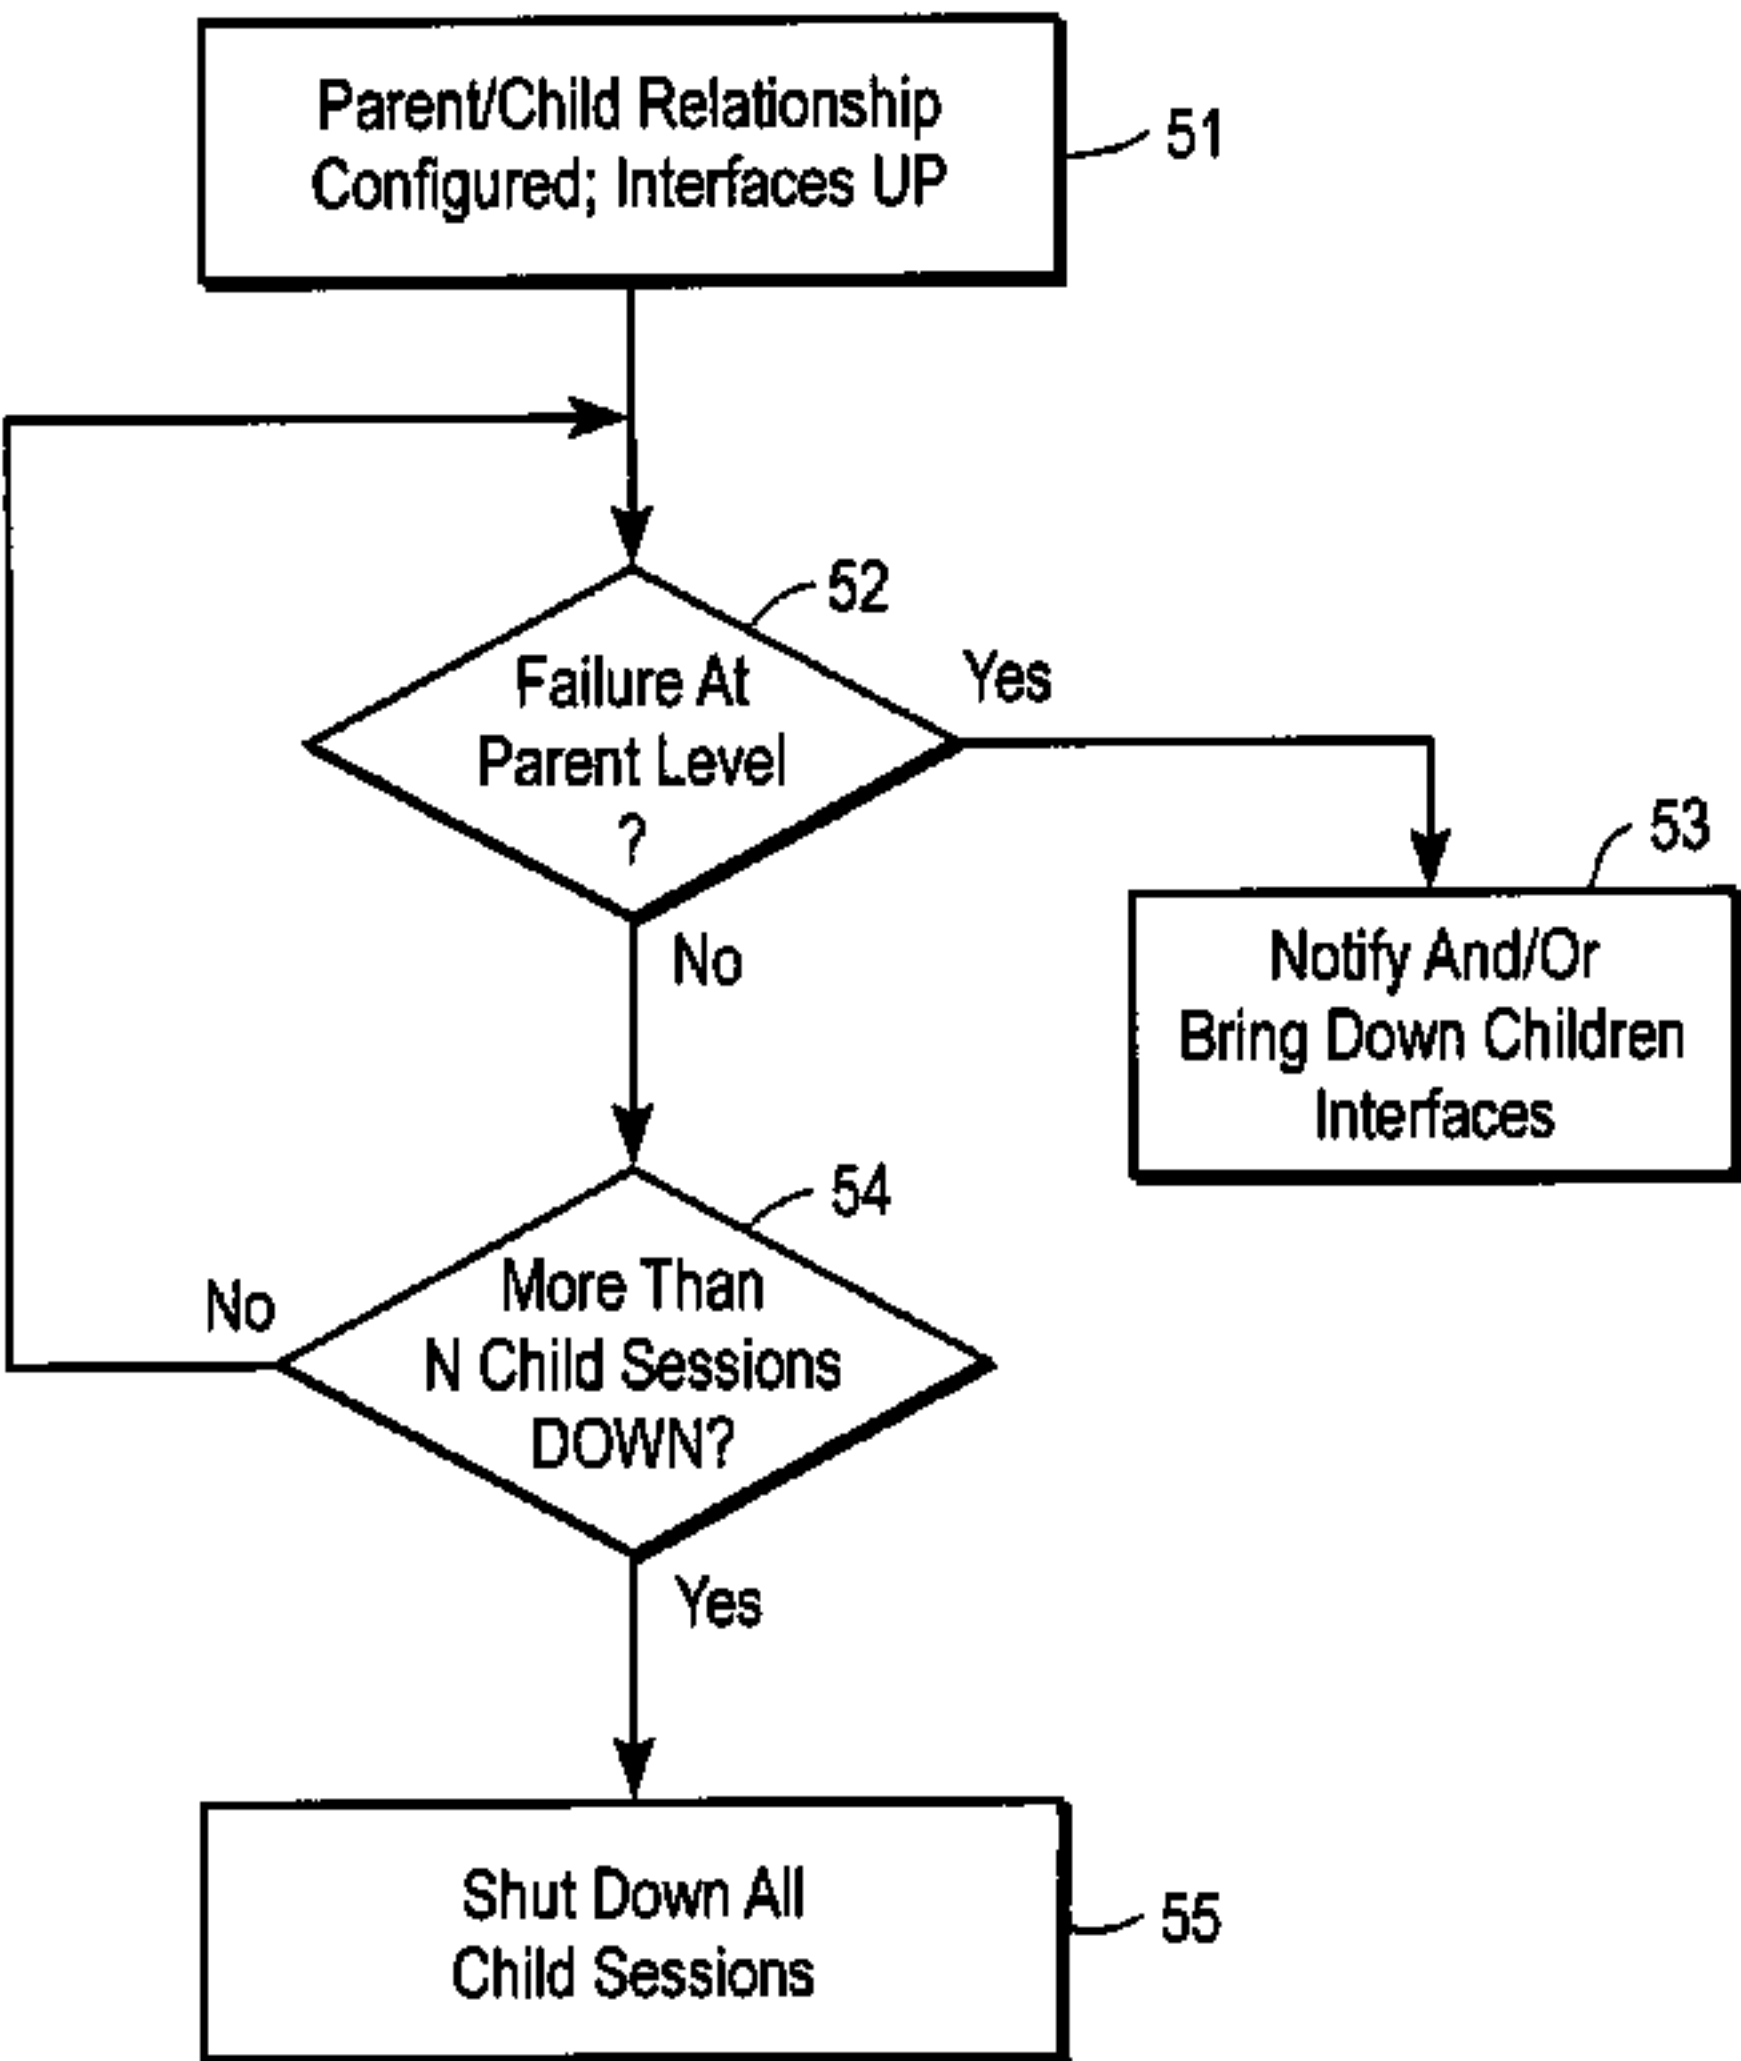 Parent/Child Relationship
Configured; Interfaces UP
51
52
Failure At
Parent Level
?
Yes
No
53
Notify And/Or
Bring Down Children
Interfaces
54
More Than
N Child Sessions
DOWN?
No
Yes
Shut Down All
Child Sessions
55